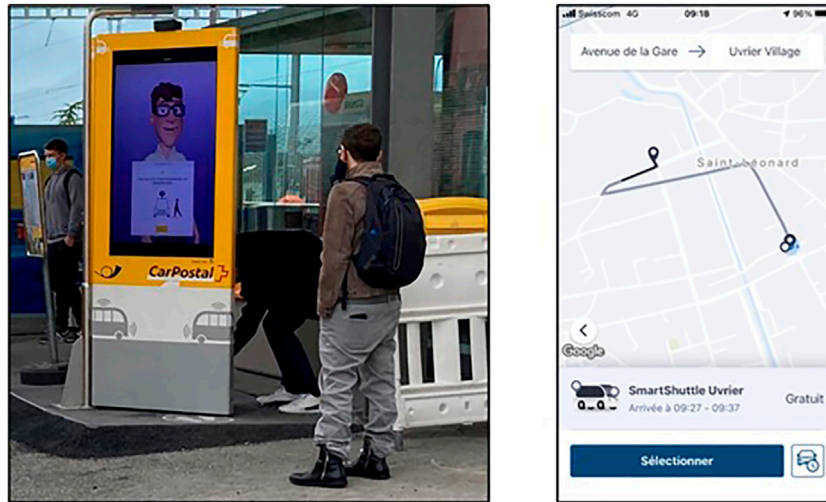 CarPostal
Swisscom 4G 09:18 96%
Avenue de la Gare → Uvrier Village
Saint-Léonard
Google
SmartShuttle Uvrier
Arrivée à 09:27 - 09:37
Gratuit
Sélectionner